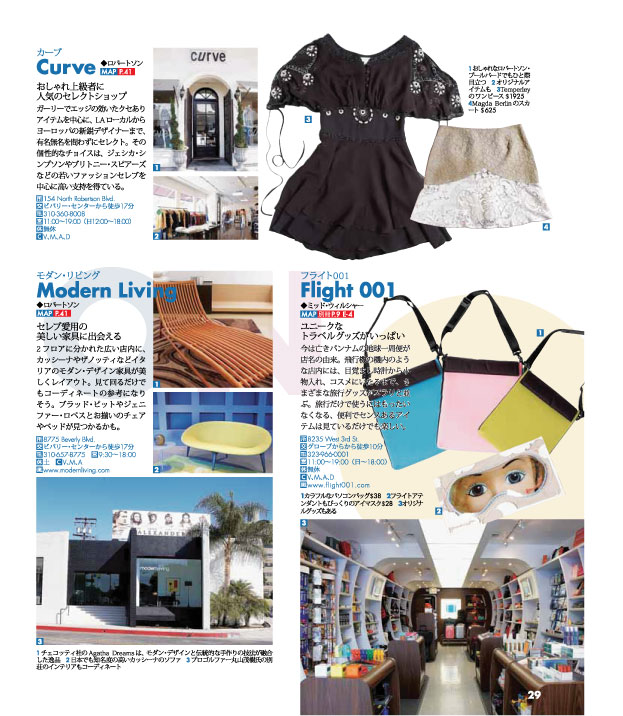 カーブ
Curve ◆ロバートソン
MAP P.41
おしゃれ上級者に
人気のセレクトショップ
ガーリーでエッジの効いたクセあり
アイテムを中心に、LAローカルから
ヨーロッパの新鋭デザイナーまで、
有名無名を問わずにセレクト。その
個性的なチョイスは、ジェシカ・シ
ンプソンやブリトニー・スピアーズ
などの若いファッションセレブを
中心に高い支持を得ている。
154 North Robertson Blvd.
ビバリー・センターから徒歩17分
310-360-8008
11:00~19:00（日12:00~18:00）
休 無休
C V.M.A.D
curve
1
2
3
4
1おしゃれなロバートソン・
ブールバードでもひと際
目立つ 2オリジナルア
イテムも 3Temperley
のワンピース$1925
4Magda Berlinのスカ
ート$625
モダン・リビング
Modern Living
◆ロバートソン
MAP P.41
セレブ愛用の
美しい家具に出会える
2フロアに分かれた広い店内に、
カッシーナやザノッティなどイタ
リアのモダン・デザイン家具が美
しくレイアウト。見て回るだけで
もコーディネートの参考になり
そう。ブラッド・ピットやジェニ
ファー・ロペスとお揃いのチェア
やベッドが見つかるかも。
8775 Beverly Blvd.
ビバリー・センターから徒歩17分
310-657-8775 9:30~18:00
休 土 C V.M.A
www.modernliving.com
1
2
3
modernliving
1チェコッティ社のAgatha Dreamsは、モダン・デザインと伝統的な手作りの技法が融合
した逸品 2日本でも知名度の高いカッシーナのソファ 3プロゴルファー丸山茂樹氏の別
荘のインテリアもコーディネート
フライト001
Flight 001
◆ミッド・ウィルシャー
MAP 別冊P.9 E-4
ユニークな
トラベルグッズがいっぱい
今は亡きパンナムの地球一周便が
店名の由来。飛行機の機内のよう
な店内には、目覚まし時計から小
物入れ、コスメにいたるまで、さ
まざまな旅行グッズがズラリと並
ぶ。旅行だけで使うにはもったい
なくなる、便利でセンスあるアイ
テムは見ているだけでも楽しい。
8235 West 3rd St.
グローブからから徒歩10分
323-966-0001
11:00~19:00（日~18:00）
無休
C V.M.A.D
www.flight001.com
1カラフルなパソコンバッグ$38 2フライトアテ
ンダントもびっくりのアイマスク$28 3オリジナ
ルグッズもある
1
2
3
29